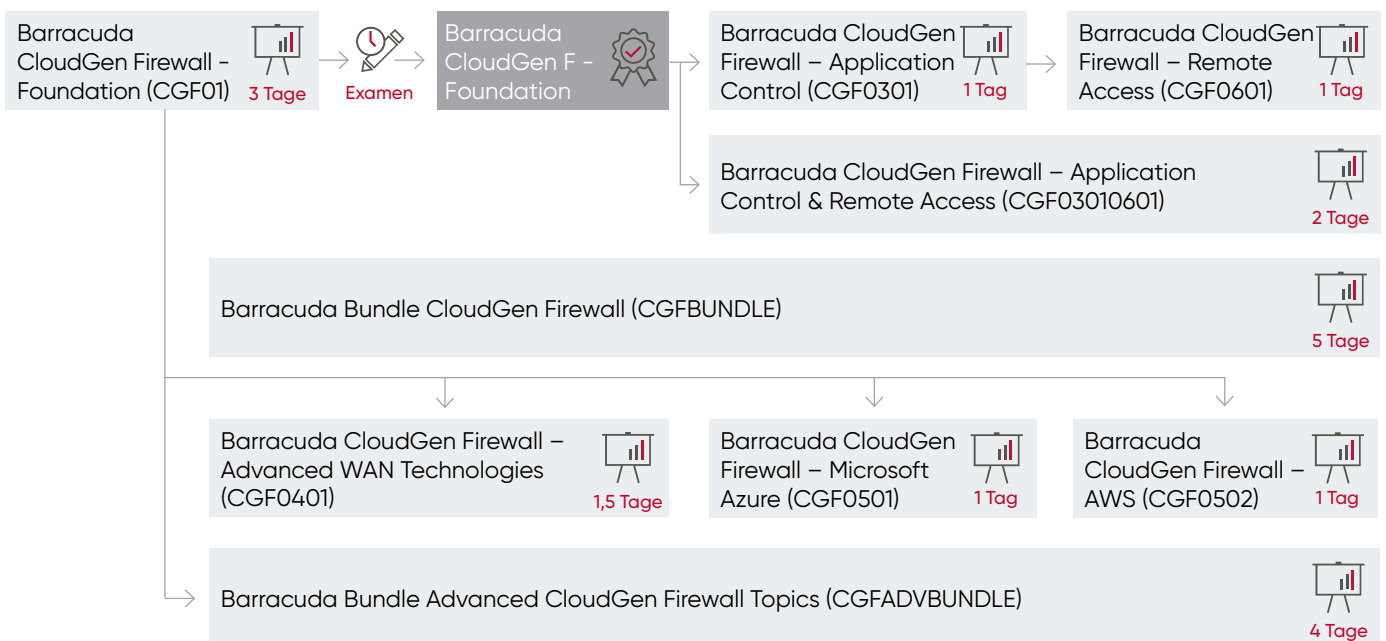 Barracuda
CloudGen Firewall -
Foundation (CGF01)
3 Tage
Examen
Barracuda
CloudGen F -
Foundation
Barracuda CloudGen
Firewall – Application
Control (CGF0301)
1 Tag
Barracuda CloudGen
Firewall – Remote
Access (CGF0601)
1 Tag
Barracuda CloudGen Firewall – Application
Control & Remote Access (CGF03010601)
2 Tage
Barracuda Bundle CloudGen Firewall (CGFBUNDLE)
5 Tage
Barracuda CloudGen Firewall –
Advanced WAN Technologies
(CGF0401)
1,5 Tage
Barracuda CloudGen
Firewall – Microsoft
Azure (CGF0501)
1 Tag
Barracuda
CloudGen Firewall –
AWS (CGF0502)
1 Tag
Barracuda Bundle Advanced CloudGen Firewall Topics (CGFADVBUNDLE)
4 Tage